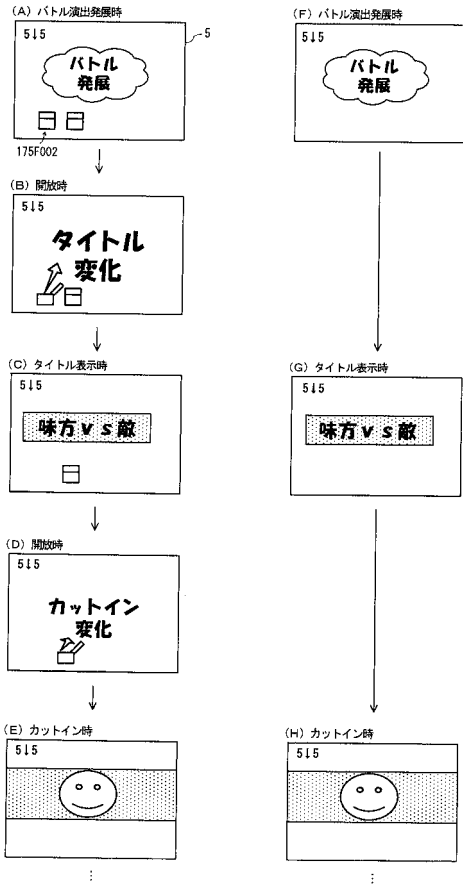 (A) バトル演出発展時
5↓5
バトル
発展
5
175F002
(B) 開放時
5↓5
タイトル
変化
(C) タイトル表示時
5↓5
味方vs敵
(D) 開放時
5↓5
カットイン
変化
(E) カットイン時
5↓5
⋮
(F) バトル演出発展時
5↓5
バトル
発展
(G) タイトル表示時
5↓5
味方vs敵
(H) カットイン時
5↓5
⋮